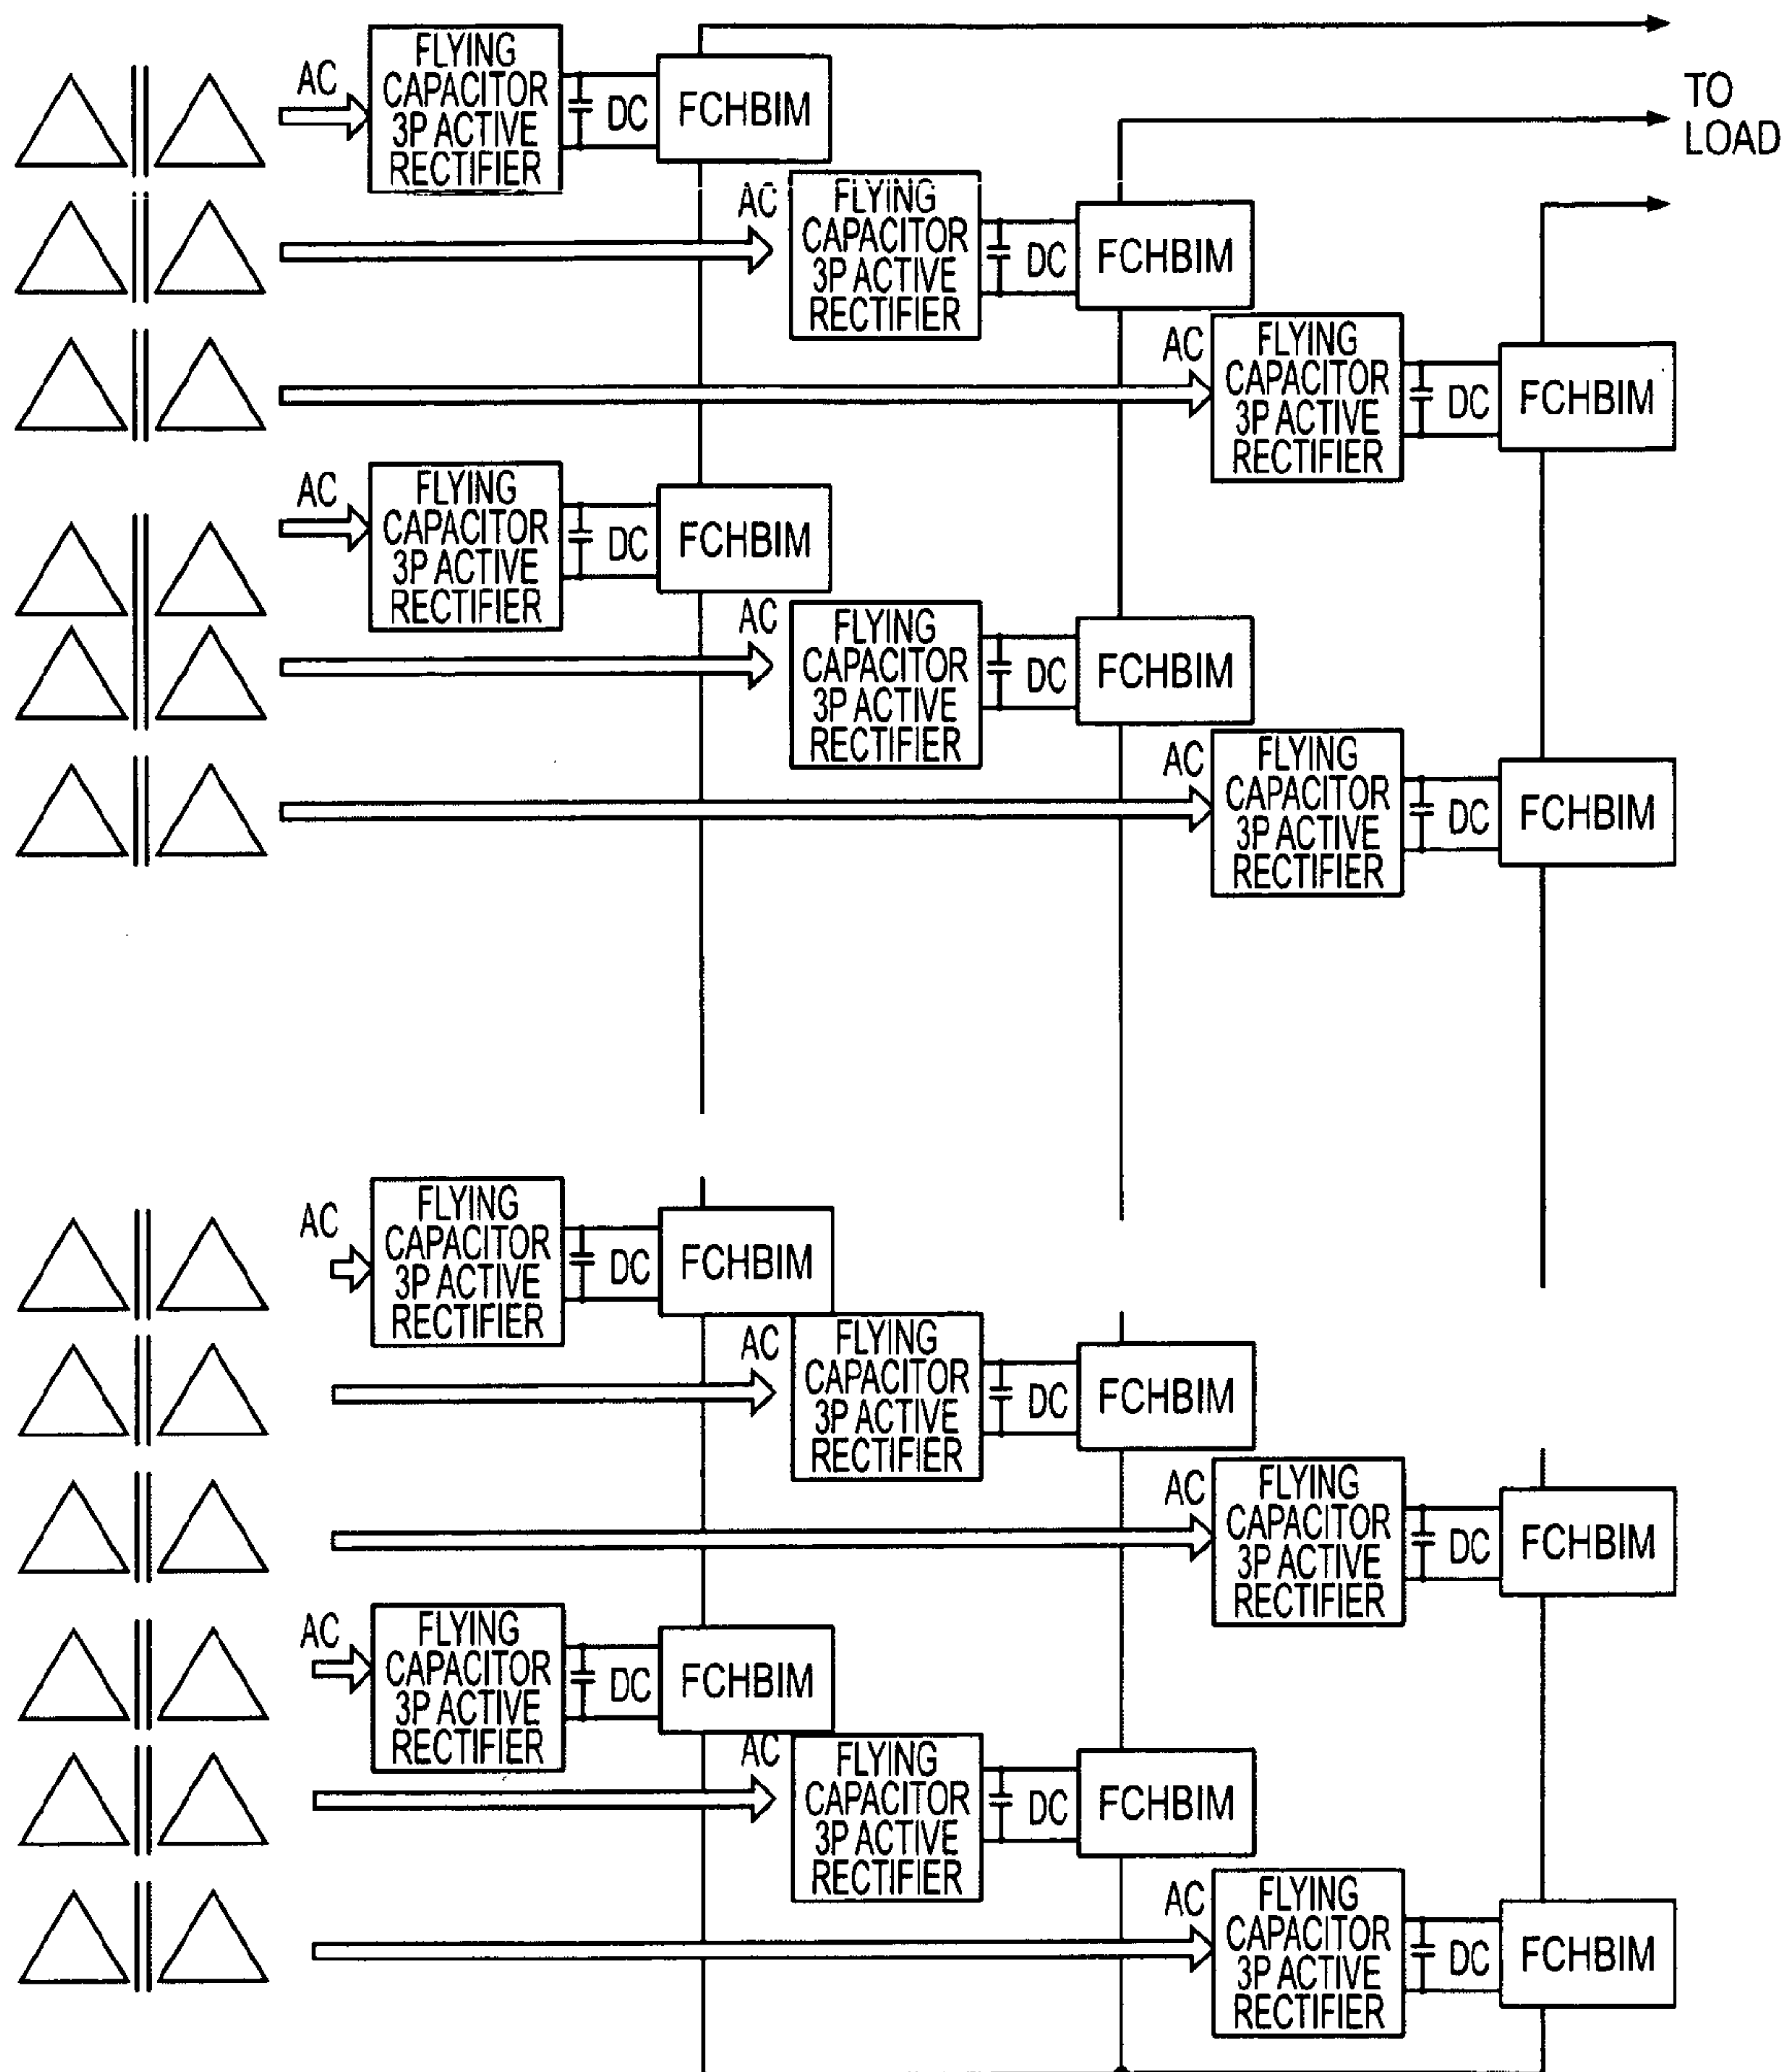 TO
LOAD
AC
FLYING
CAPACITOR
3P ACTIVE
RECTIFIER
DC
FCHBIM
AC
FLYING
CAPACITOR
3P ACTIVE
RECTIFIER
DC
FCHBIM
AC
FLYING
CAPACITOR
3P ACTIVE
RECTIFIER
DC
FCHBIM
AC
FLYING
CAPACITOR
3P ACTIVE
RECTIFIER
DC
FCHBIM
AC
FLYING
CAPACITOR
3P ACTIVE
RECTIFIER
DC
FCHBIM
AC
FLYING
CAPACITOR
3P ACTIVE
RECTIFIER
DC
FCHBIM
AC
FLYING
CAPACITOR
3P ACTIVE
RECTIFIER
DC
FCHBIM
AC
FLYING
CAPACITOR
3P ACTIVE
RECTIFIER
DC
FCHBIM
AC
FLYING
CAPACITOR
3P ACTIVE
RECTIFIER
DC
FCHBIM
AC
FLYING
CAPACITOR
3P ACTIVE
RECTIFIER
DC
FCHBIM
AC
FLYING
CAPACITOR
3P ACTIVE
RECTIFIER
DC
FCHBIM
AC
FLYING
CAPACITOR
3P ACTIVE
RECTIFIER
DC
FCHBIM